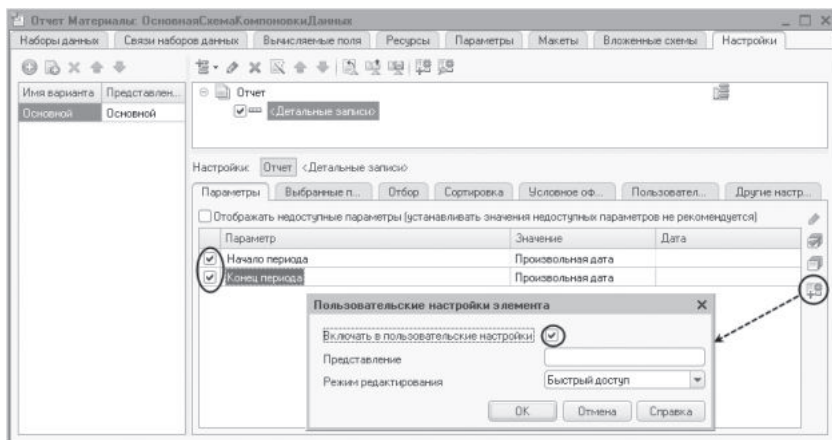 Отчет Материалы: ОсновнаяСхемаКомпоновкиДанных
Наборы данных Связи наборов данных Вычисляемые поля Ресурсы Параметры Макеты Вложенные схемы Настройки
Имя варианта Представлен...
Основной Основной
Отчет
<Детальные записи>
Настройки: Отчет <Детальные записи>
Параметры Выбранные п... Отбор Сортировка Условное оф... Пользовател... Другие настр...
Отображать недоступные параметры (устанавливать значения недоступных параметров не рекомендуется)
Параметр Значение Дата
Начало периода Произвольная дата
Конец периода Произвольная дата
Пользовательские настройки элемента
Включать в пользовательские настройки
Представление
Режим редактирования Быстрый доступ
OK Отмена Справка